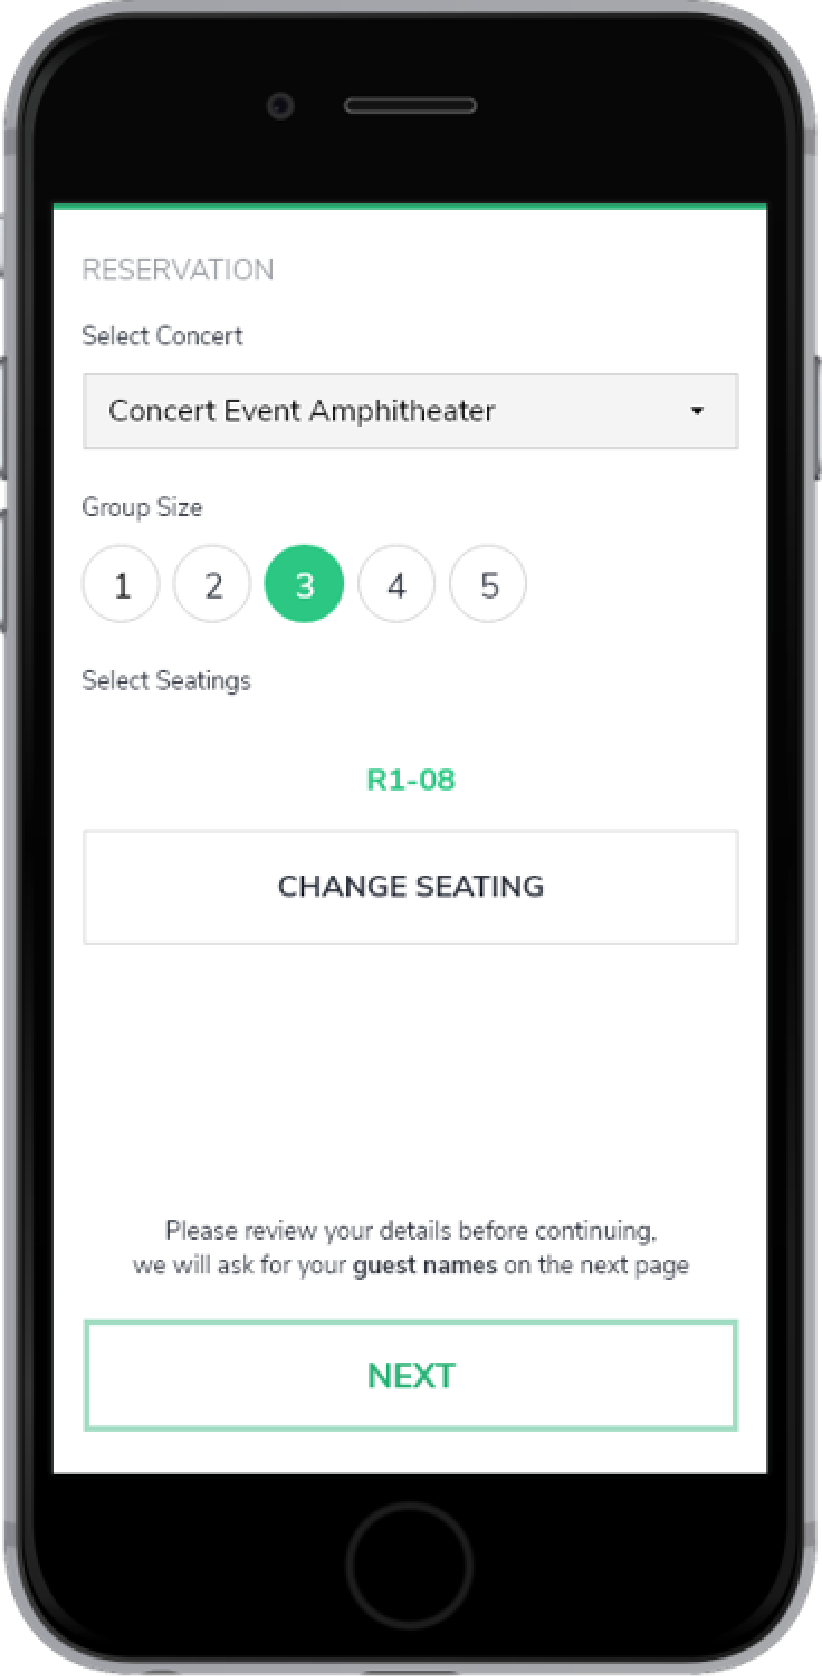 RESERVATION
Select Concert
Concert Event Amphitheater
Group Size
1 2 3 4 5
Select Seatings
R1-08
CHANGE SEATING
Please review your details before continuing,
we will ask for your guest names on the next page
NEXT